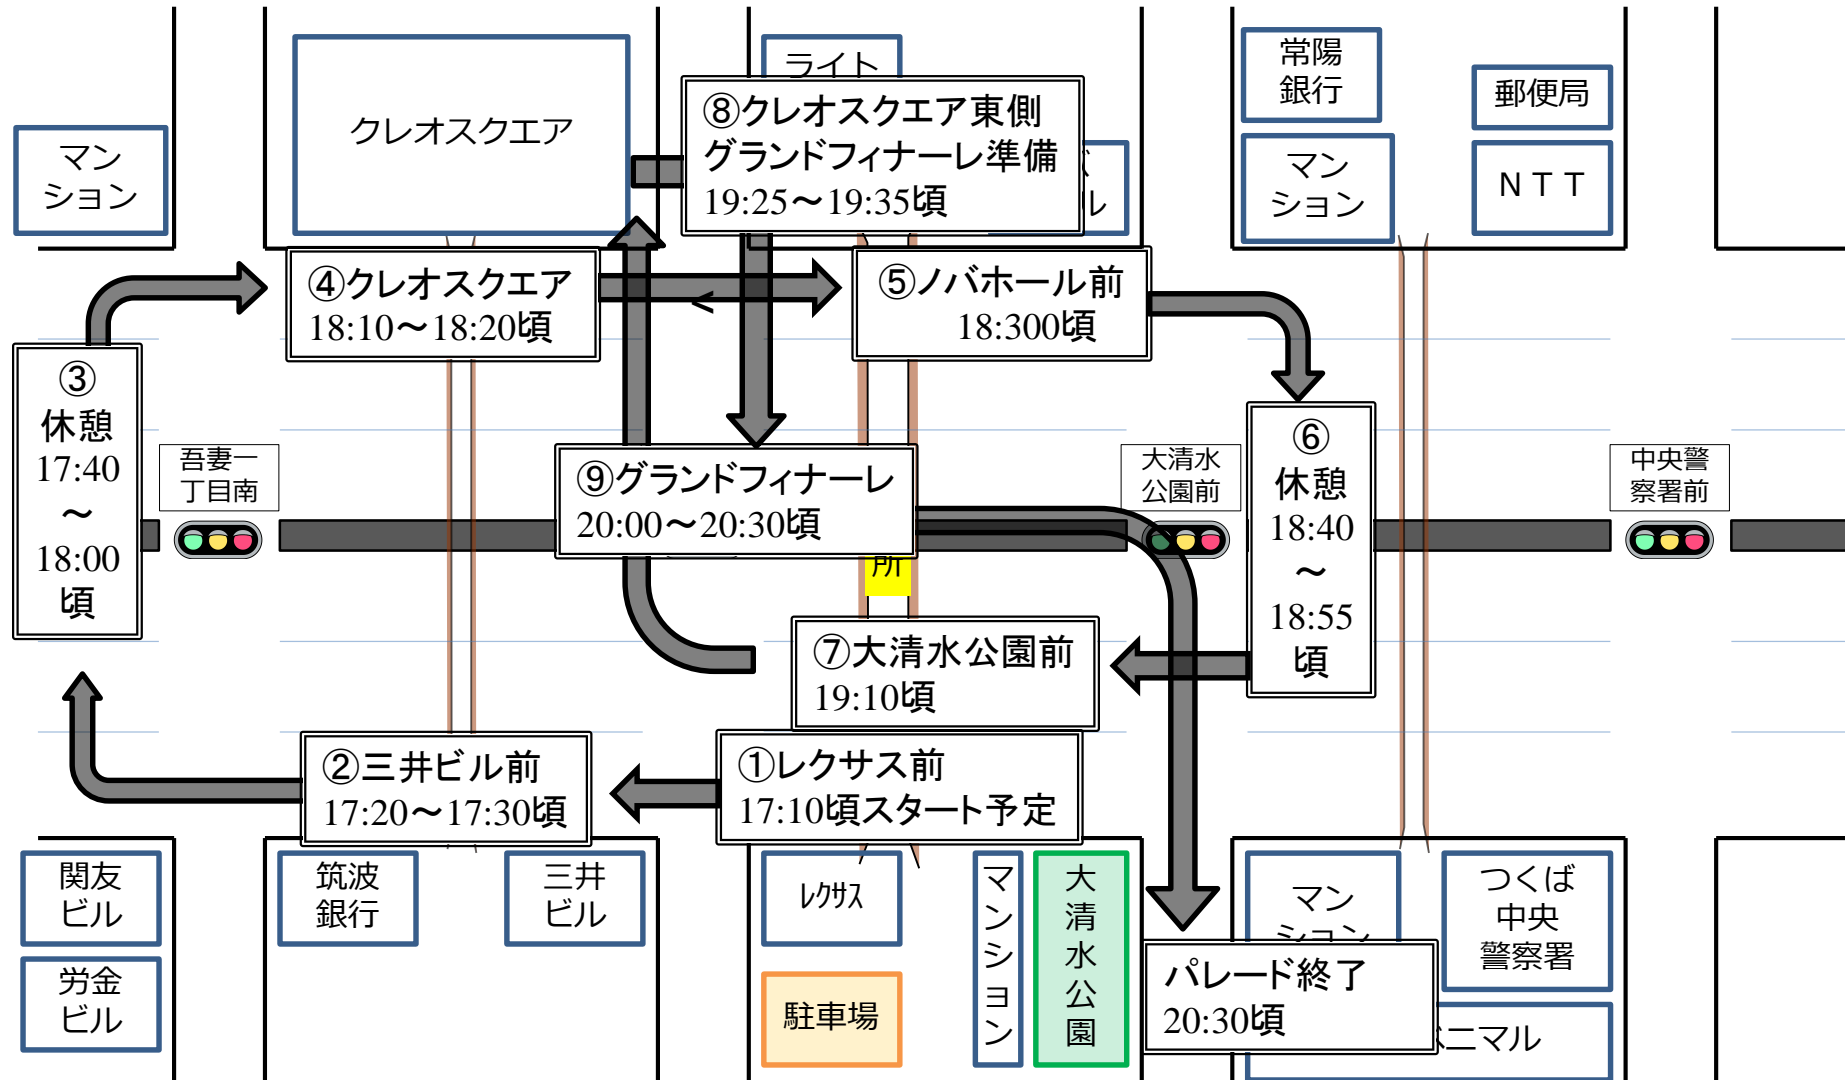 クレオスクエア
ライト
常陽
銀行
郵便局
マン
ション
⑧クレオスクエア東側
グランドフィナーレ準備
19:25～19:35頃
ル
マン
ション
ＮＴＴ
④クレオスクエア
18:10～18:20頃
<
⑤ノバホール前
18:300頃
③
休憩
17:40
～
18:00
頃
吾妻一
丁目南
⑨グランドフィナーレ
20:00～20:30頃
所
大清水
公園前
⑥
休憩
18:40
～
18:55
頃
中央警
察署前
⑦大清水公園前
19:10頃
②三井ビル前
17:20～17:30頃
①レクサス前
17:10頃スタート予定
関友
ビル
筑波
銀行
三井
ビル
レクサス
マンション
大清水公園
マン
ション
つくば
中央
警察署
労金
ビル
駐車場
パレード終了
20:30頃
ニマル